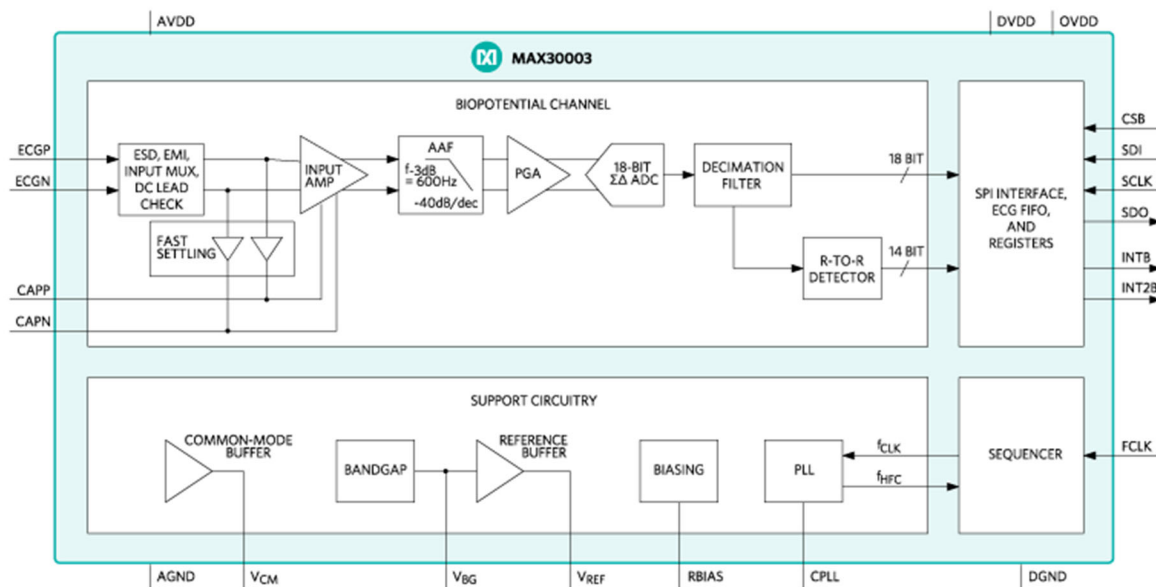 AVDD
DVDD
OVDD
MAX30003
BIOPOTENTIAL CHANNEL
ECGP
ECGN
ESD, EMI,
INPUT MUX,
DC LEAD
CHECK
INPUT
AMP
AAF
f-3dB
= 600Hz
-40dB/dec
PGA
18-BIT
ΣΔ ADC
DECIMATION
FILTER
18 BIT
SPI INTERFACE,
ECG FIFO,
AND
REGISTERS
CSB
SDI
SCLK
SDO
INTB
INT2B
FAST
SETTLING
R-TO-R
DETECTOR
14 BIT
CAPP
CAPN
SUPPORT CIRCUITRY
COMMON-MODE
BUFFER
BANDGAP
REFERENCE
BUFFER
BIASING
PLL
fCLK
fHFC
SEQUENCER
FCLK
AGND
VCM
VBG
VREF
RBIAS
CPLL
DGND